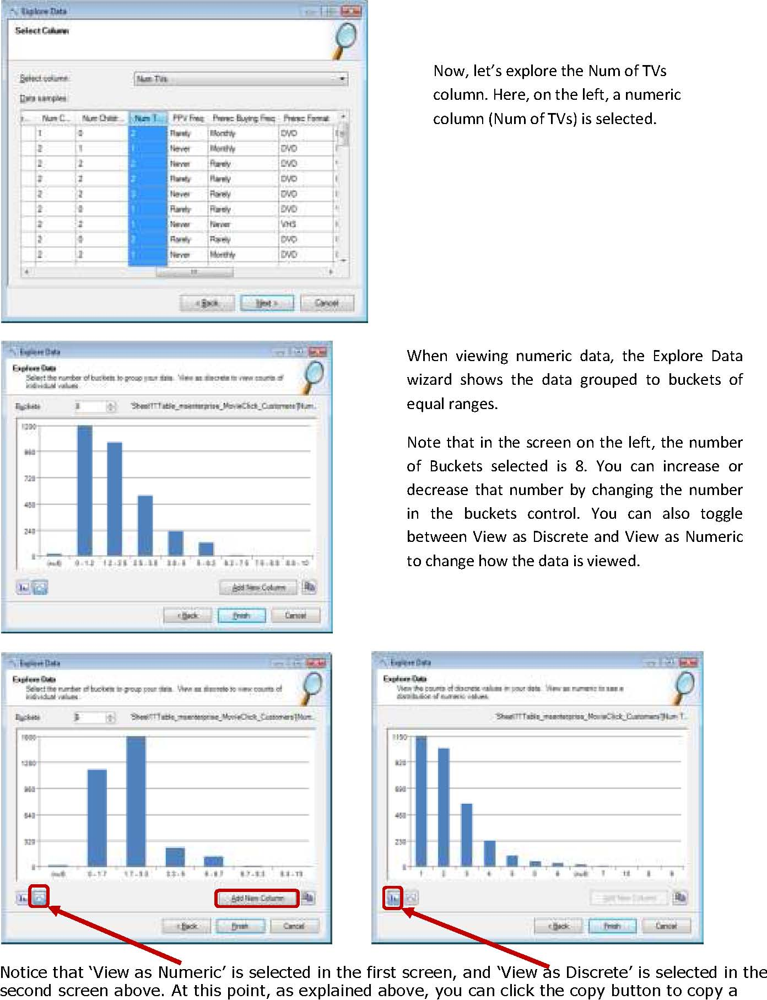 Explore Data
Select Column
Select column:
Num TVs
Data samples:
Num C... Num Childr... Num T... PPV Freq Prerec Buying Freq Prerec Format
1 0 2 Rarely Monthly DVD
2 1 1 Never Monthly DVD
2 2 2 Never Rarely DVD
2 2 2 Rarely Rarely DVD
2 2 Never Rarely DVD
2 0 1 Rarely Rarely DVD
2 2 1 Never Never VHS
2 0 2 Rarely Rarely DVD
2 2 1 Never Monthly DVD
< Back Next > Cancel
Now, let’s explore the Num of TVs
column. Here, on the left, a numeric
column (Num of TVs) is selected.
Explore Data
Explore Data
Select the number of buckets to group your data. View as discrete to view counts of
individual values.
Buckets 8 'Sheet1'!'Table_msenterprise_MovieClick_Customers'[Num...
1200
960
720
480
240
0
(null) 0 - 1.2 1.2 - 2.5 2.5 - 3.8 3.8 - 5 5 - 6.2 6.2 - 7.5 7.5 - 8.8 8.8 - 10
Add New Column
< Back Finish Cancel
When viewing numeric data, the Explore Data
wizard shows the data grouped to buckets of
equal ranges.
Note that in the screen on the left, the number
of Buckets selected is 8. You can increase or
decrease that number by changing the number
in the buckets control. You can also toggle
between View as Discrete and View as Numeric
to change how the data is viewed.
Explore Data
Explore Data
Select the number of buckets to group your data. View as discrete to view counts of
individual values.
Buckets 'Sheet1'!'Table_msenterprise_MovieClick_Customers'[Num...
1600
1280
960
640
320
0
(null) 0 - 1.7 1.7 - 3.3 3.3 - 5 5 - 6.7 6.7 - 8.3 8.3 - 10
Add New Column
< Back Finish Cancel
Explore Data
Explore Data
View the counts of discrete values in your data. View as numeric to see a
distribution of numeric values.
'Sheet1'!'Table_msenterprise_MovieClick_Customers'[Num T...
1150
920
690
460
230
0
1 2 3 4 5 0 6 (null) 7 10 8 9
Add New Column
< Back Finish Cancel
Notice that ‘View as Numeric’ is selected in the first screen, and ‘View as Discrete’ is selected in the
second screen above. At this point, as explained above, you can click the copy button to copy a